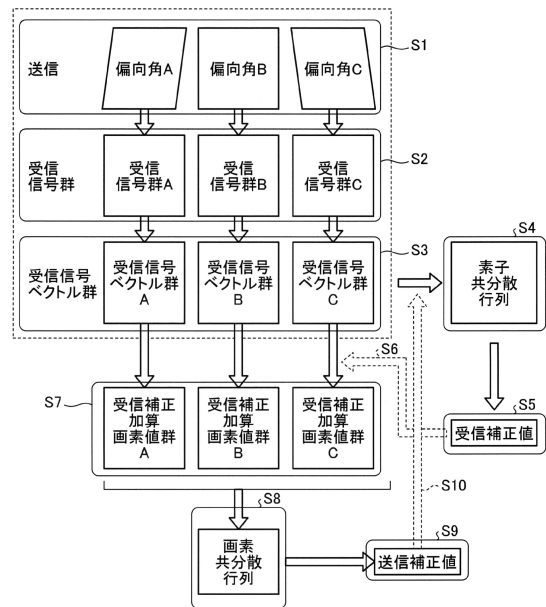 S1
送信
偏向角A
偏向角B
偏向角C
S2
受信
信号群
受信
信号群A
受信
信号群B
受信
信号群C
S3
受信信号
ベクトル群
受信信号
ベクトル群
A
受信信号
ベクトル群
B
受信信号
ベクトル群
C
S4
素子
共分散
行列
S6
S5
受信補正値
S7
受信補正
加算
画素値群
A
受信補正
加算
画素値群
B
受信補正
加算
画素値群
C
S10
S8
画素
共分散
行列
S9
送信補正値